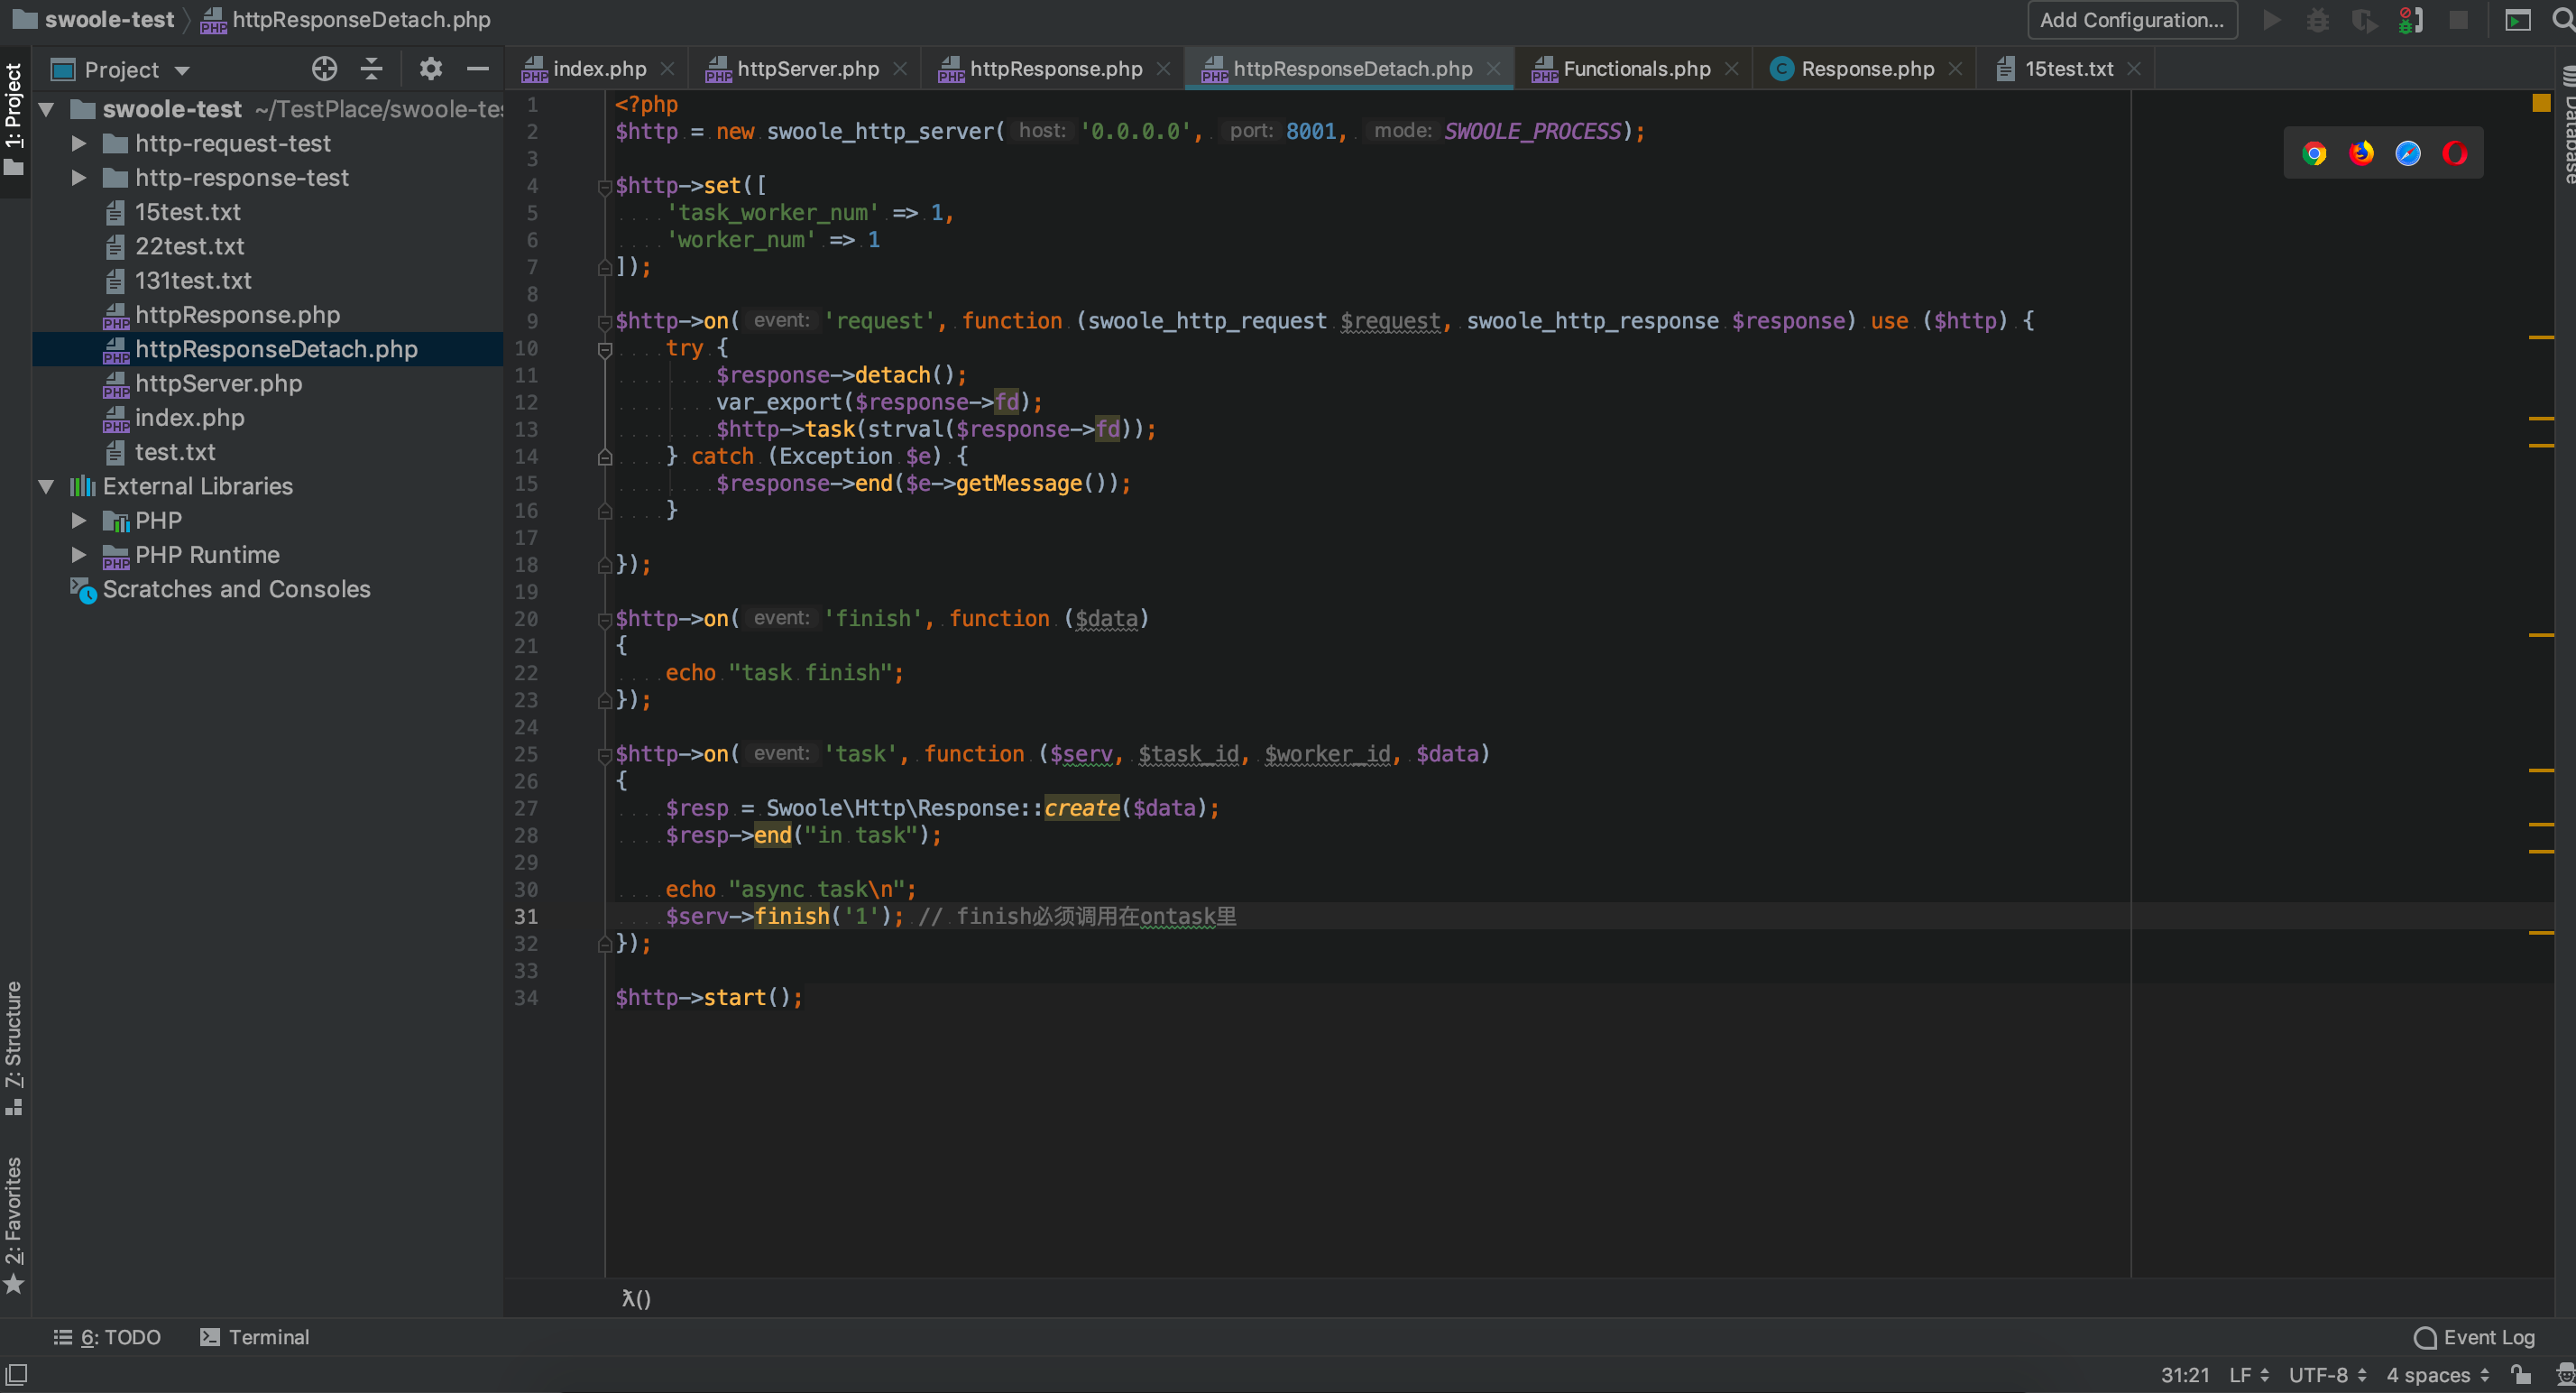 swoole-test httpResponseDetach.php Add Configuration...
Project
index.php httpServer.php httpResponse.php httpResponseDetach.php Functionals.php Response.php 15test.txt
1: Project
swoole-test ~/TestPlace/swoole-tes
http-request-test
http-response-test
15test.txt
22test.txt
131test.txt
httpResponse.php
httpResponseDetach.php
httpServer.php
index.php
test.txt
External Libraries
PHP
PHP Runtime
Scratches and Consoles
7: Structure
2: Favorites
1 <?php
2 $http = new swoole_http_server( host: '0.0.0.0', port: 8001, mode: SWOOLE_PROCESS);
3
4 $http->set([
5 'task_worker_num' => 1,
6 'worker_num' => 1
7 ]);
8
9 $http->on( event: 'request', function (swoole_http_request $request, swoole_http_response $response) use ($http) {
10 try {
11 $response->detach();
12 var_export($response->fd);
13 $http->task(strval($response->fd));
14 } catch (Exception $e) {
15 $response->end($e->getMessage());
16 }
17
18 });
19
20 $http->on( event: 'finish', function ($data)
21 {
22 echo "task finish";
23 });
24
25 $http->on( event: 'task', function ($serv, $task_id, $worker_id, $data)
26 {
27 $resp = Swoole\Http\Response::create($data);
28 $resp->end("in task");
29
30 echo "async task\n";
31 $serv->finish('1'); // finish必须调用在ontask里
32 });
33
34 $http->start();
Database
λ()
6: TODO Terminal Event Log
31:21 LF UTF-8 4 spaces